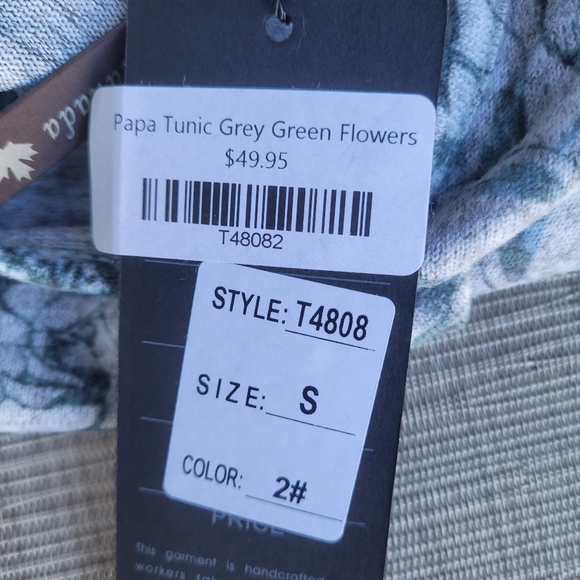 anada
Papa Tunic Grey Green Flowers
$49.95
T48082
STYLE: T4808
SIZE: S
COLOR: 2#
PRICE
this garment is handcrafted
workers